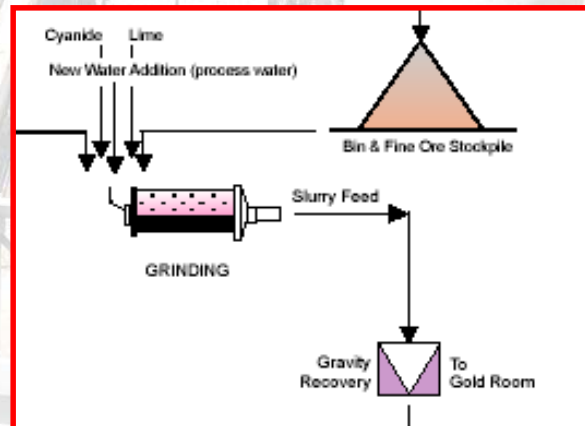 Cyanide Lime
New Water Addition (process water)
Bin & Fine Ore Stockpile
Slurry Feed
GRINDING
Gravity
Recovery
To
Gold Room